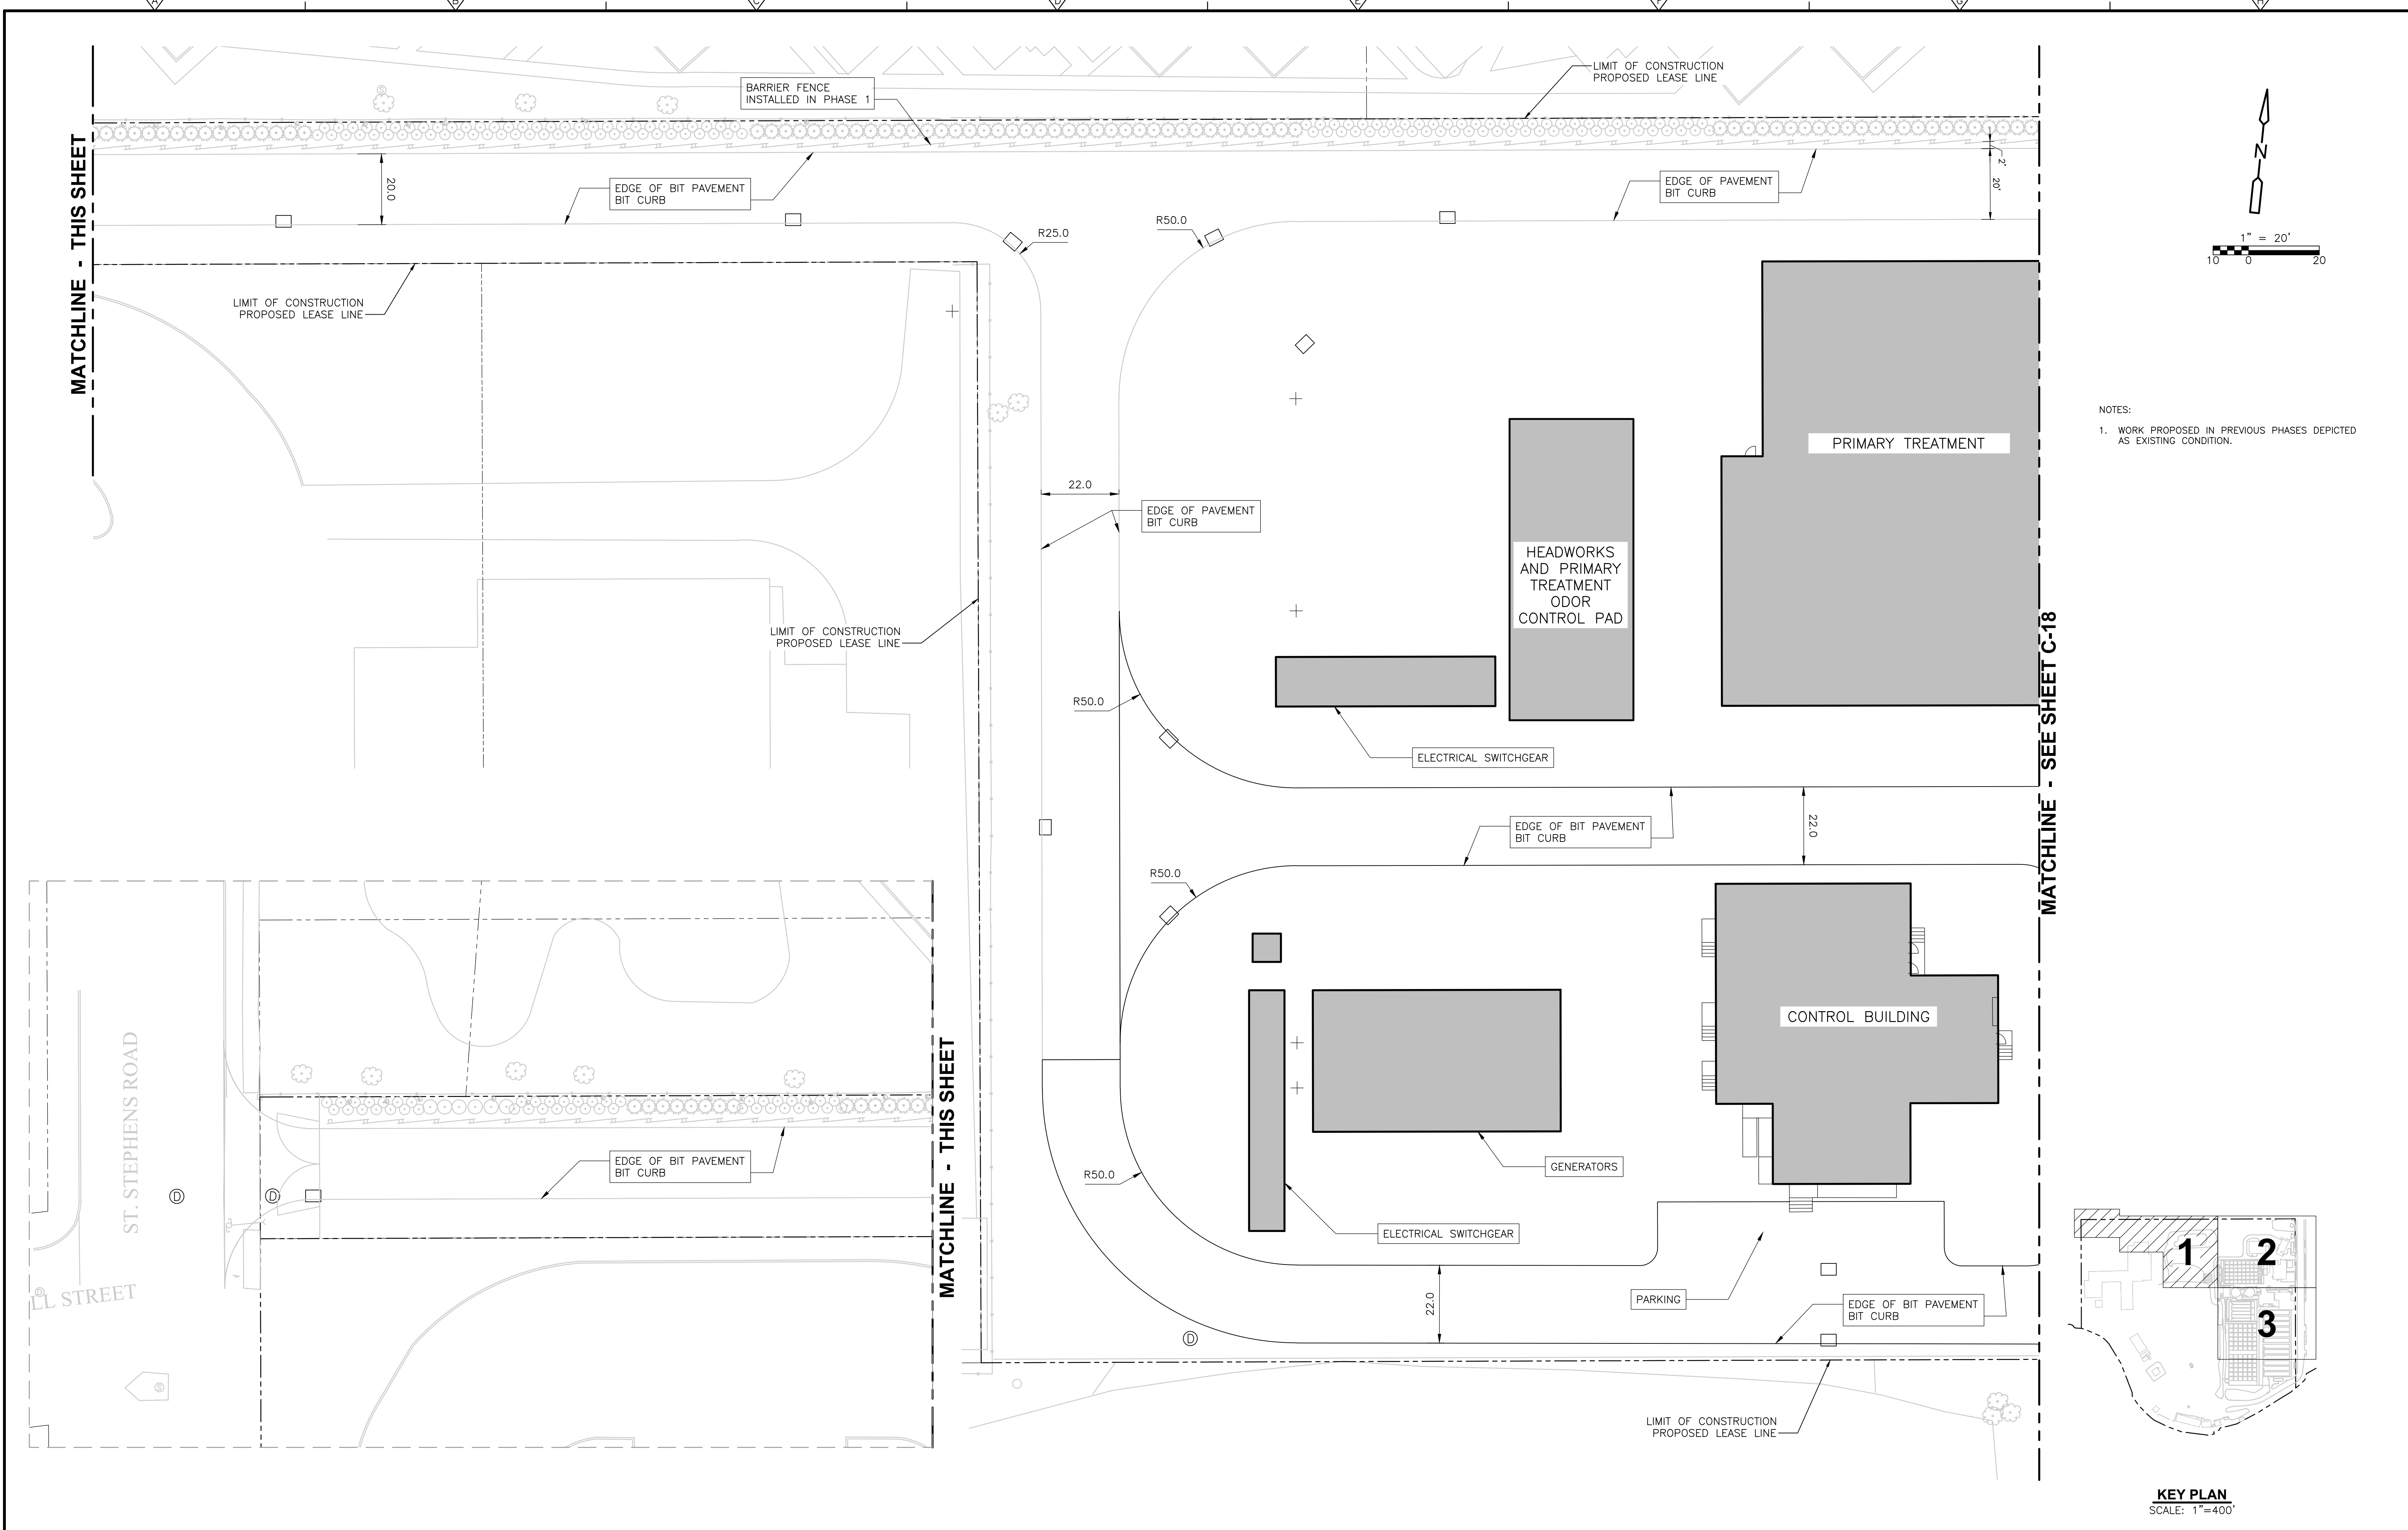 A
B
C
D
E
F
G
H
LIMIT OF CONSTRUCTION
PROPOSED LEASE LINE
BARRIER FENCE
INSTALLED IN PHASE 1
MATCHLINE - THIS SHEET
20.0
EDGE OF BIT PAVEMENT
BIT CURB
EDGE OF PAVEMENT
BIT CURB
2'
20'
N
R25.0
R50.0
1" = 20'
10 0 20
LIMIT OF CONSTRUCTION
PROPOSED LEASE LINE
NOTES:
1. WORK PROPOSED IN PREVIOUS PHASES DEPICTED
AS EXISTING CONDITION.
PRIMARY TREATMENT
22.0
EDGE OF PAVEMENT
BIT CURB
HEADWORKS
AND PRIMARY
TREATMENT
ODOR
CONTROL PAD
LIMIT OF CONSTRUCTION
PROPOSED LEASE LINE
R50.0
ELECTRICAL SWITCHGEAR
MATCHLINE - SEE SHEET C-18
EDGE OF BIT PAVEMENT
BIT CURB
22.0
R50.0
CONTROL BUILDING
ST. STEPHENS ROAD
MATCHLINE - THIS SHEET
EDGE OF BIT PAVEMENT
BIT CURB
D
D
S
S
D
LL STREET
R50.0
GENERATORS
ELECTRICAL SWITCHGEAR
22.0
PARKING
EDGE OF BIT PAVEMENT
BIT CURB
D
LIMIT OF CONSTRUCTION
PROPOSED LEASE LINE
1
2
3
KEY PLAN
SCALE: 1"=400'